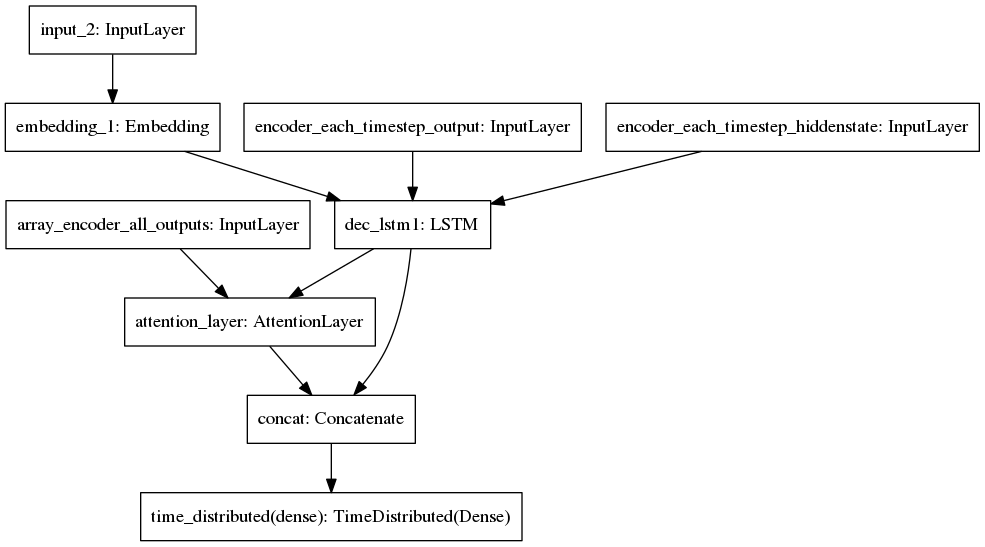 input_2: InputLayer
embedding_1: Embedding
encoder_each_timestep_output: InputLayer
encoder_each_timestep_hiddenstate: InputLayer
array_encoder_all_outputs: InputLayer
dec_lstm1: LSTM
attention_layer: AttentionLayer
concat: Concatenate
time_distributed(dense): TimeDistributed(Dense)